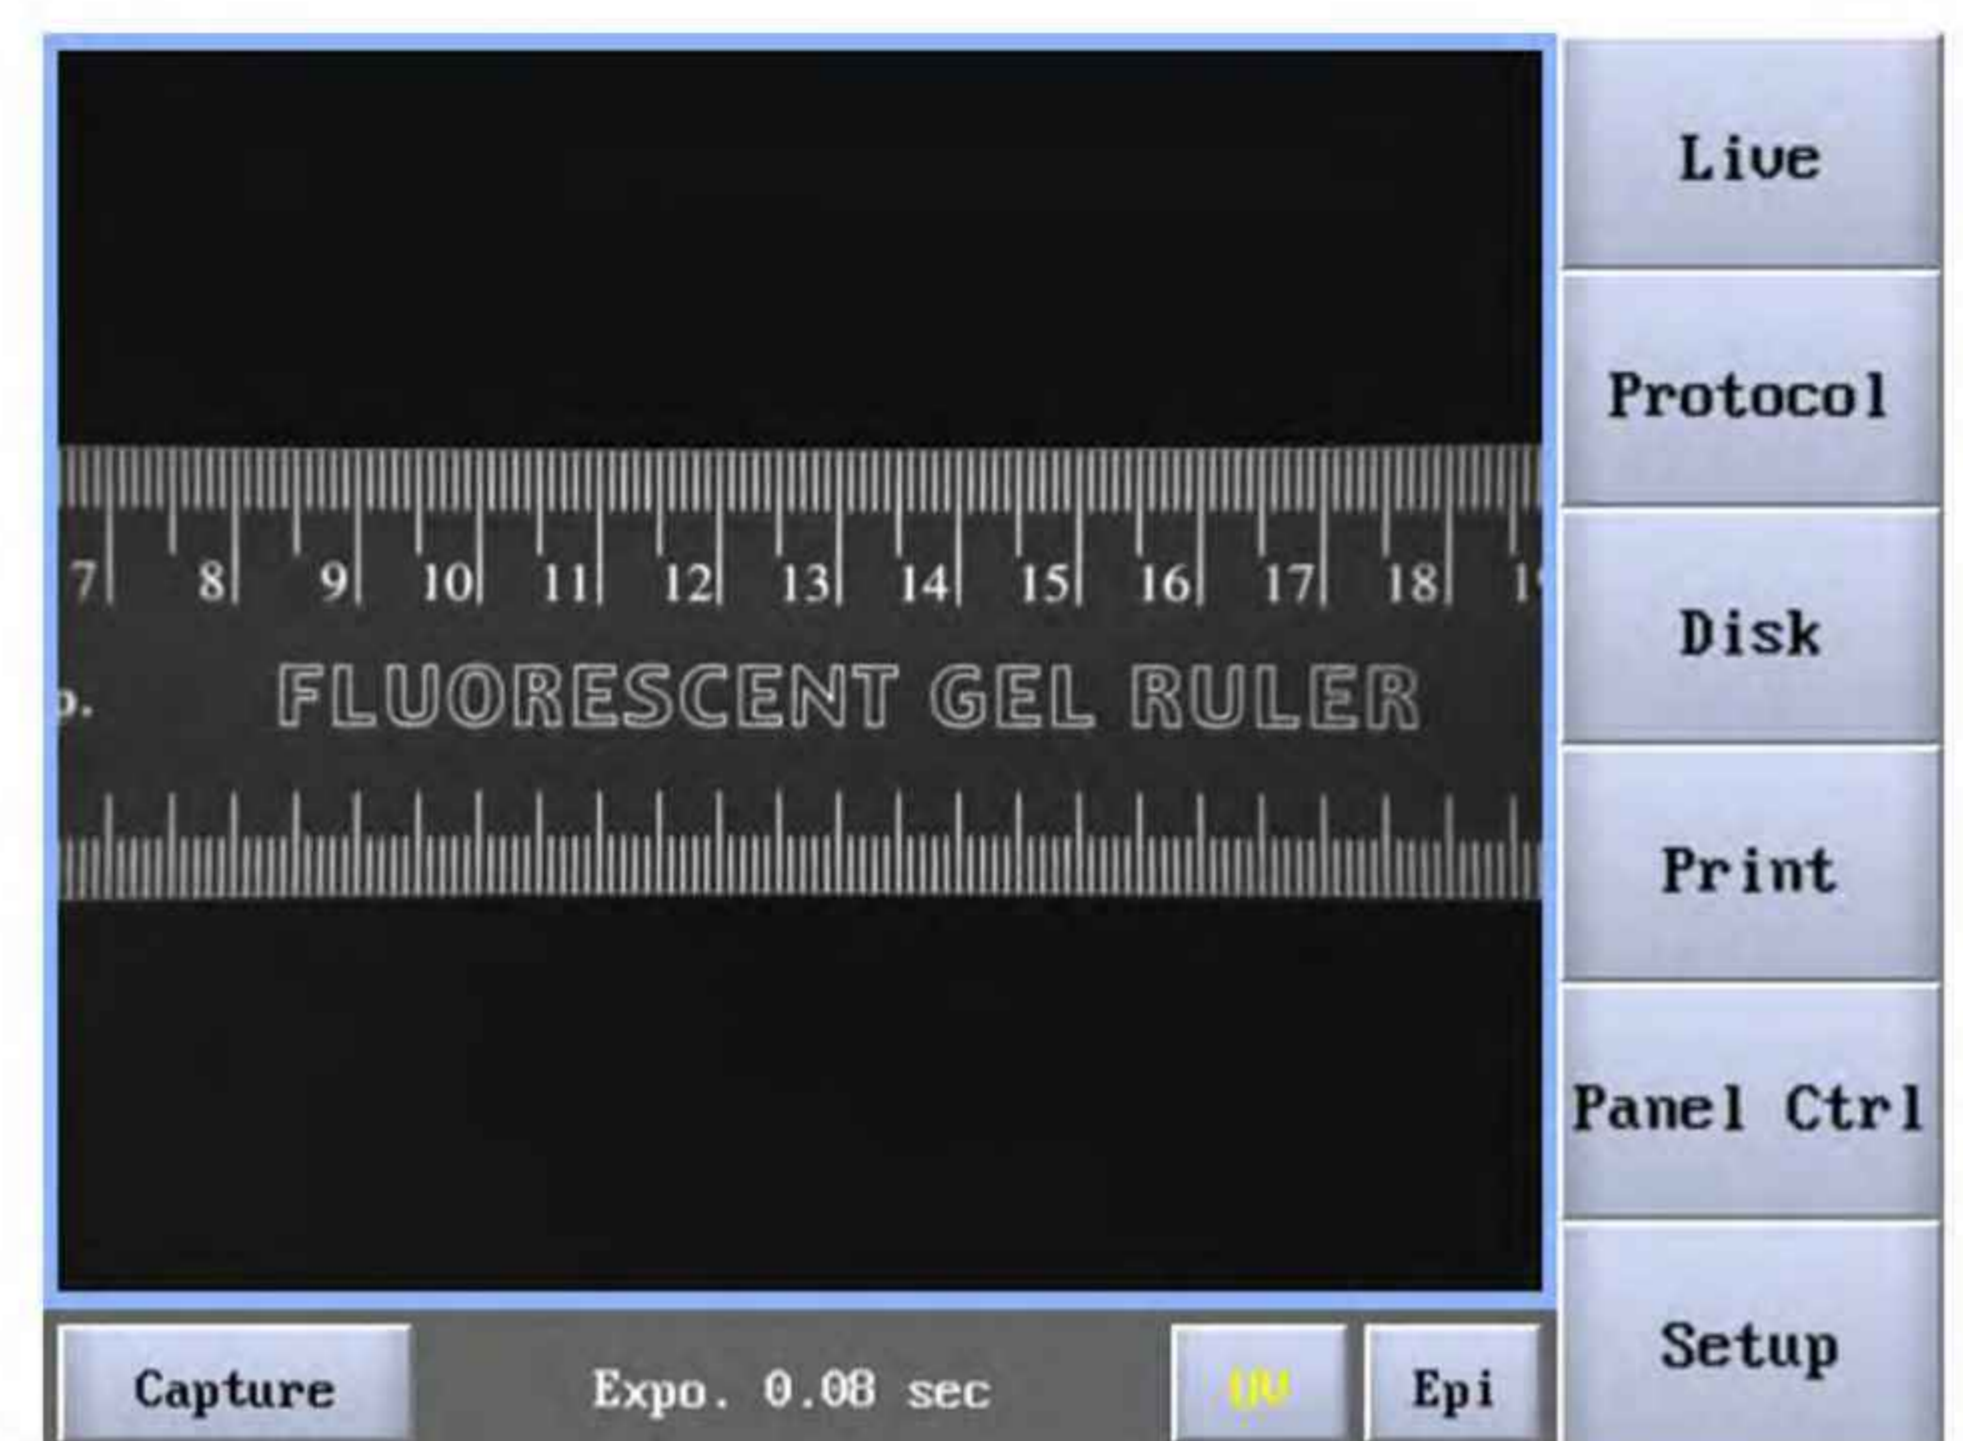 Live
Protocol
7 8 9 10 11 12 13 14 15 16 17 18
FLUORESCENT GEL RULER
Disk
Print
Panel Ctrl
Setup
Capture
Expo. 0.08 sec
UV
Epi